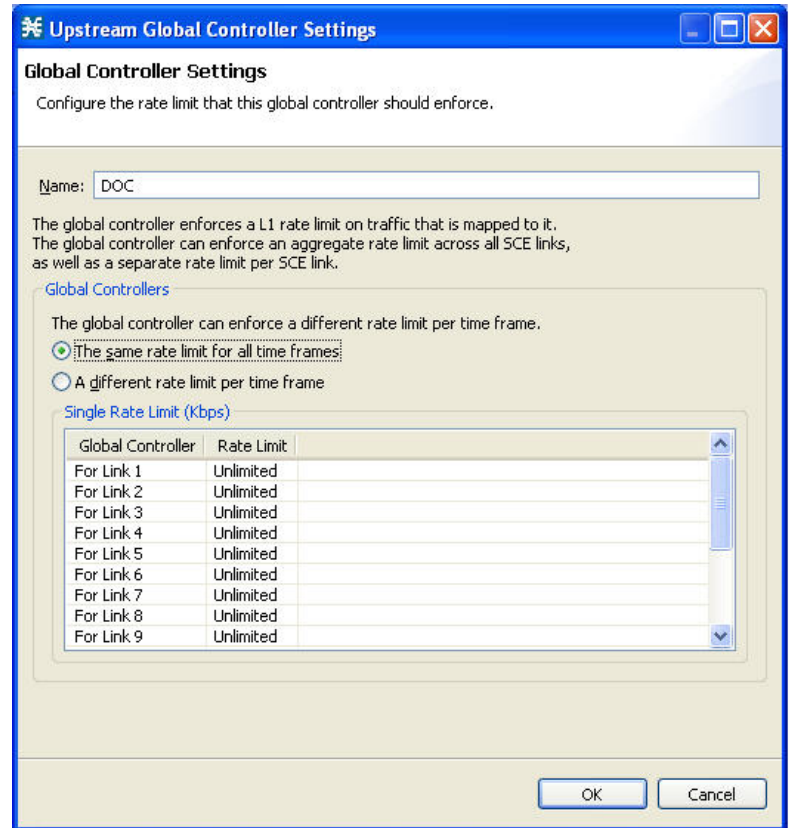 Upstream Global Controller Settings
Global Controller Settings
Configure the rate limit that this global controller should enforce.
Name: DOC
The global controller enforces a L1 rate limit on traffic that is mapped to it.
The global controller can enforce an aggregate rate limit across all SCE links,
as well as a separate rate limit per SCE link.
Global Controllers
The global controller can enforce a different rate limit per time frame.
The same rate limit for all time frames
A different rate limit per time frame
Single Rate Limit (Kbps)
Global Controller Rate Limit
For Link 1 Unlimited
For Link 2 Unlimited
For Link 3 Unlimited
For Link 4 Unlimited
For Link 5 Unlimited
For Link 6 Unlimited
For Link 7 Unlimited
For Link 8 Unlimited
For Link 9 Unlimited
OK Cancel